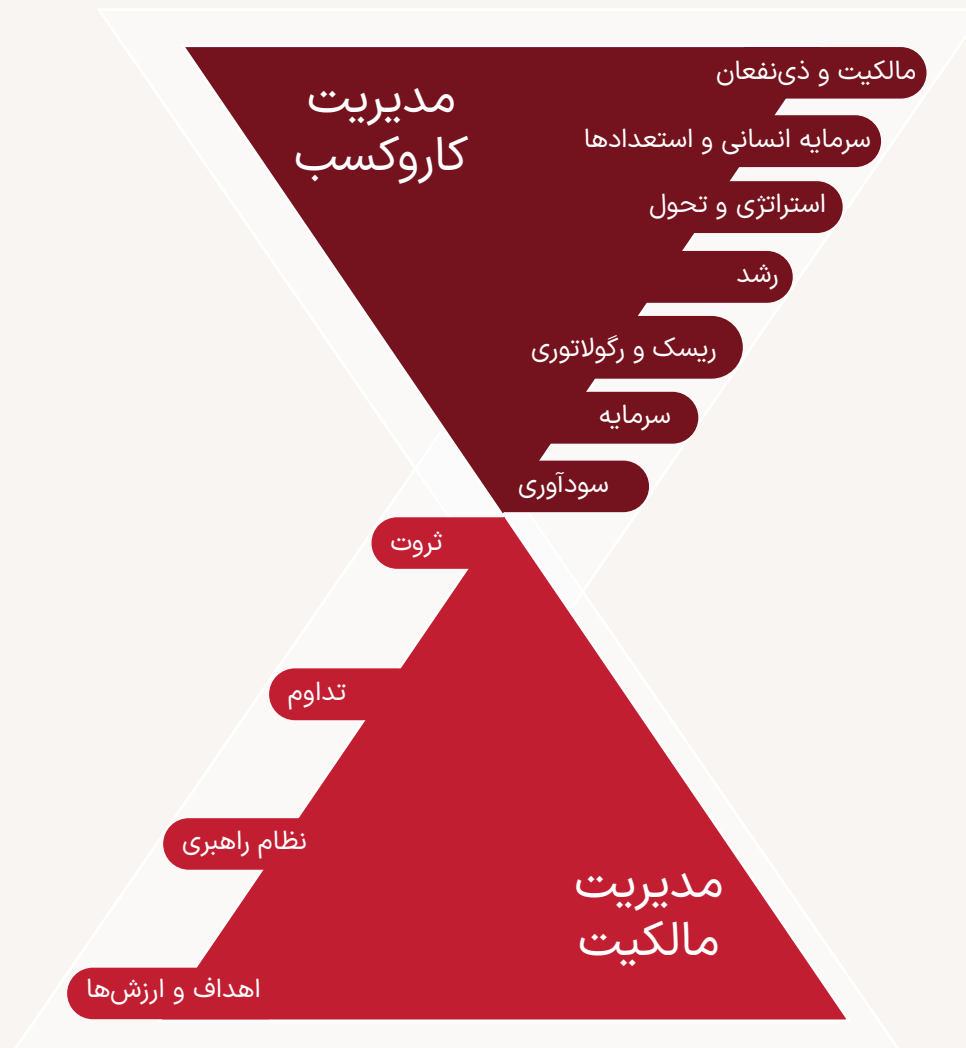 مدیریت
کاروکسب
مالکیت و ذی‌نفعان
سرمایه انسانی و استعدادها
استراتژی و تحول
رشد
ریسک و رگولاتوری
سرمایه
سودآوری
ثروت
تداوم
نظام راهبری
اهداف و ارزش‌ها
مدیریت
مالکیت